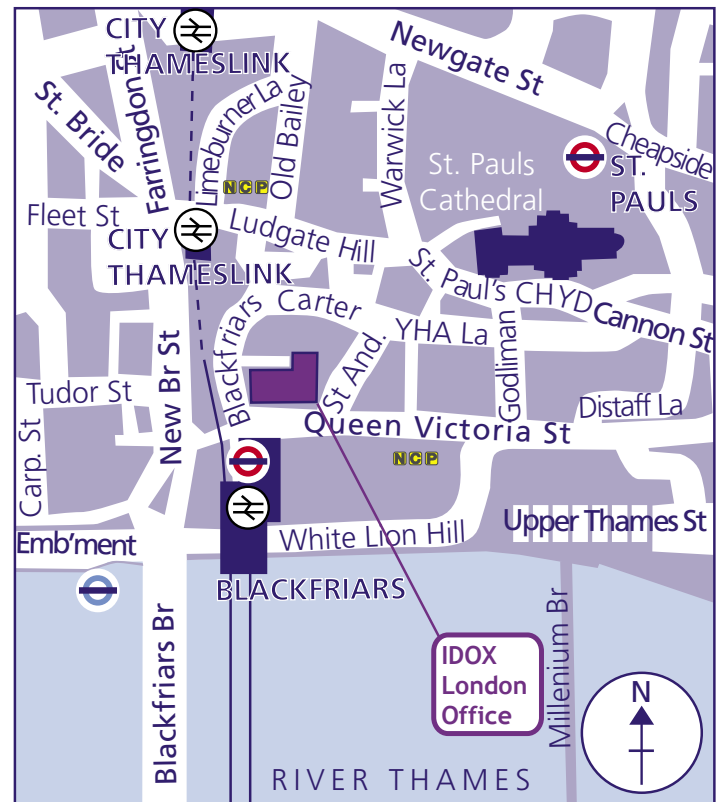 CITY
THAMESLINK
Newgate St
St. Bride
Farringdon St
Limeburner La
Old Bailey
Warwick La
Cheapside
ST.
PAULS
St. Pauls
Cathedral
NCP
Fleet St
CITY
THAMESLINK
Ludgate Hill
St. Paul's CHYD
Cannon St
Blackfriars
Carter
YHA La
Godliman
St And.
Tudor St
New Br St
Distaff La
Queen Victoria St
Carp. St
NCP
Emb'ment
White Lion Hill
Upper Thames St
BLACKFRIARS
Blackfriars Br
Millenium Br
IDOX
London
Office
N
RIVER THAMES